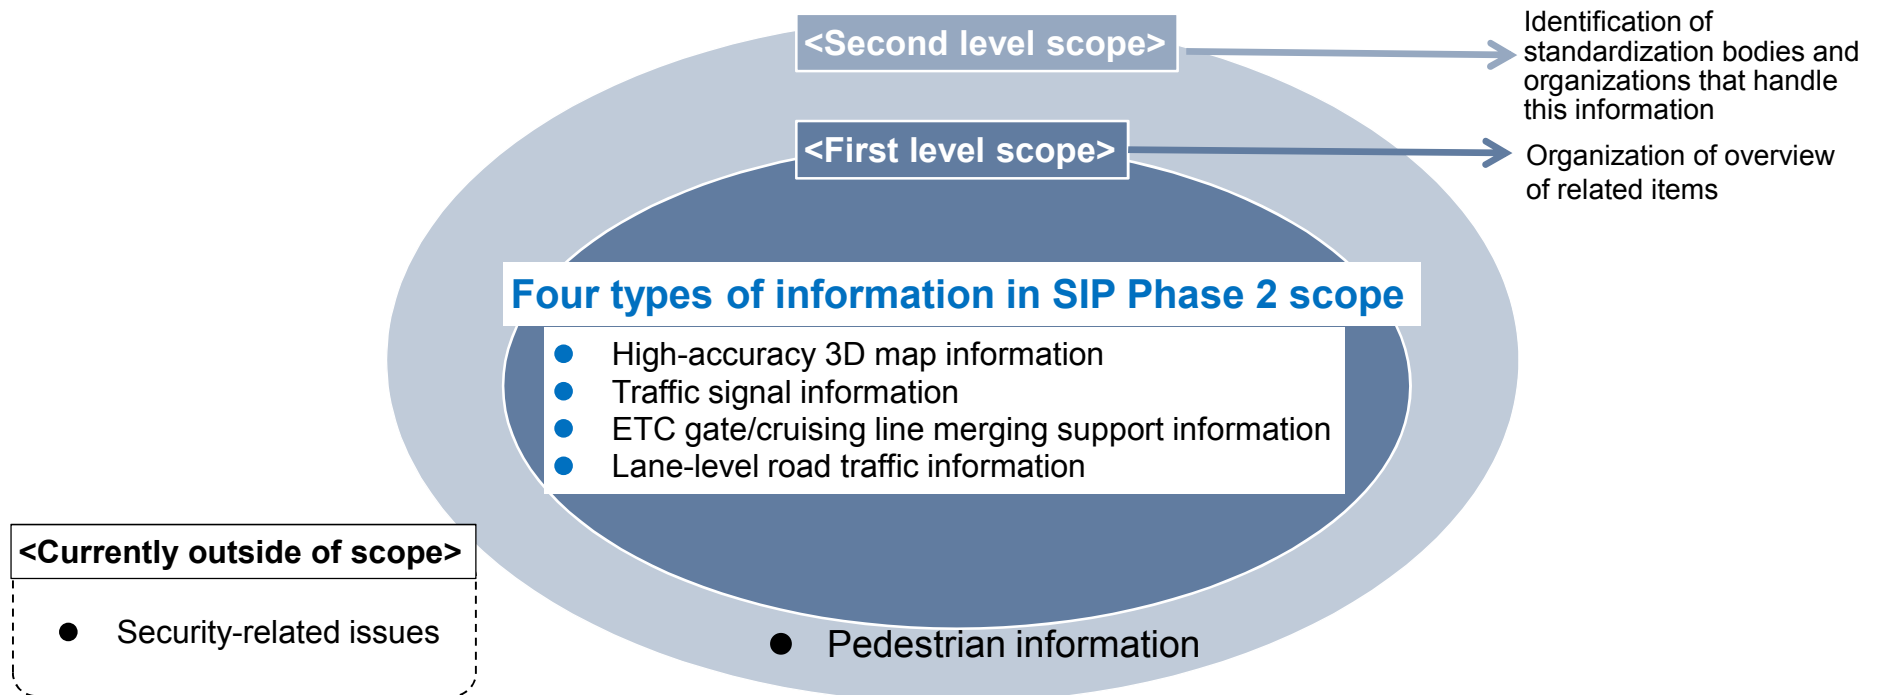 <Second level scope>
Identification of
standardization bodies and
organizations that handle
this information
<First level scope>
Organization of overview
of related items
Four types of information in SIP Phase 2 scope
● High-accuracy 3D map information
● Traffic signal information
● ETC gate/cruising line merging support information
● Lane-level road traffic information
<Currently outside of scope>
● Security-related issues
● Pedestrian information